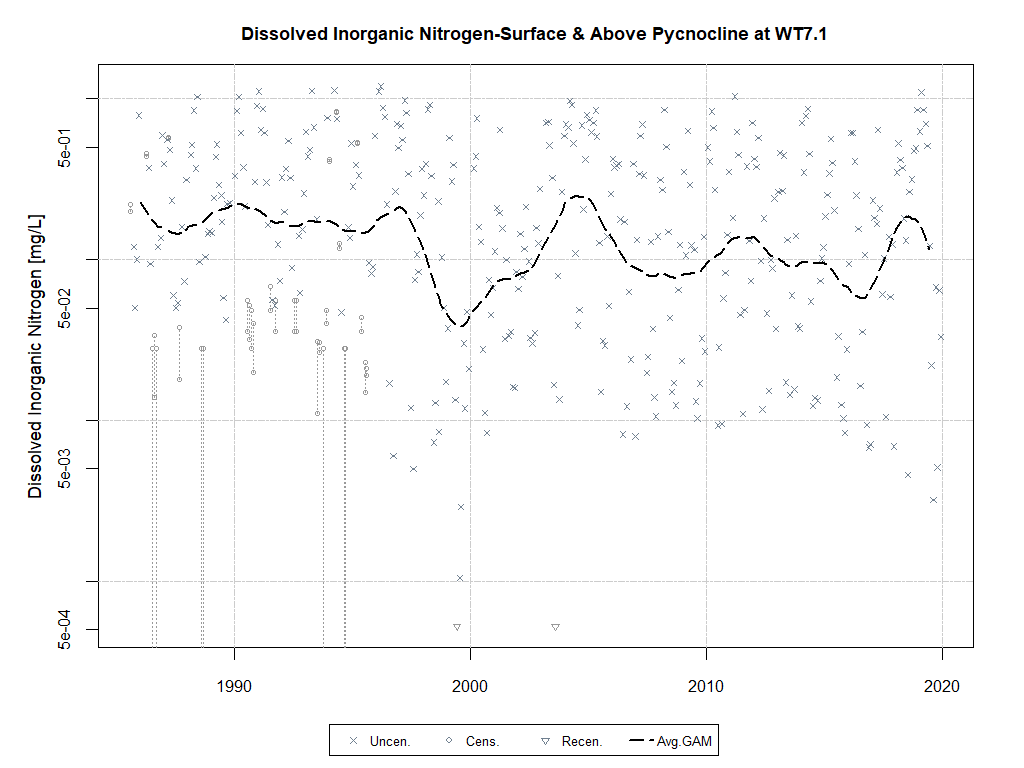 Dissolved Inorganic Nitrogen-Surface & Above Pycnocline at WT7.1
Dissolved Inorganic Nitrogen [mg/L]
5e-01
5e-02
5e-03
5e-04
1990 2000 2010 2020
Uncen. Cens. Recen. Avg.GAM